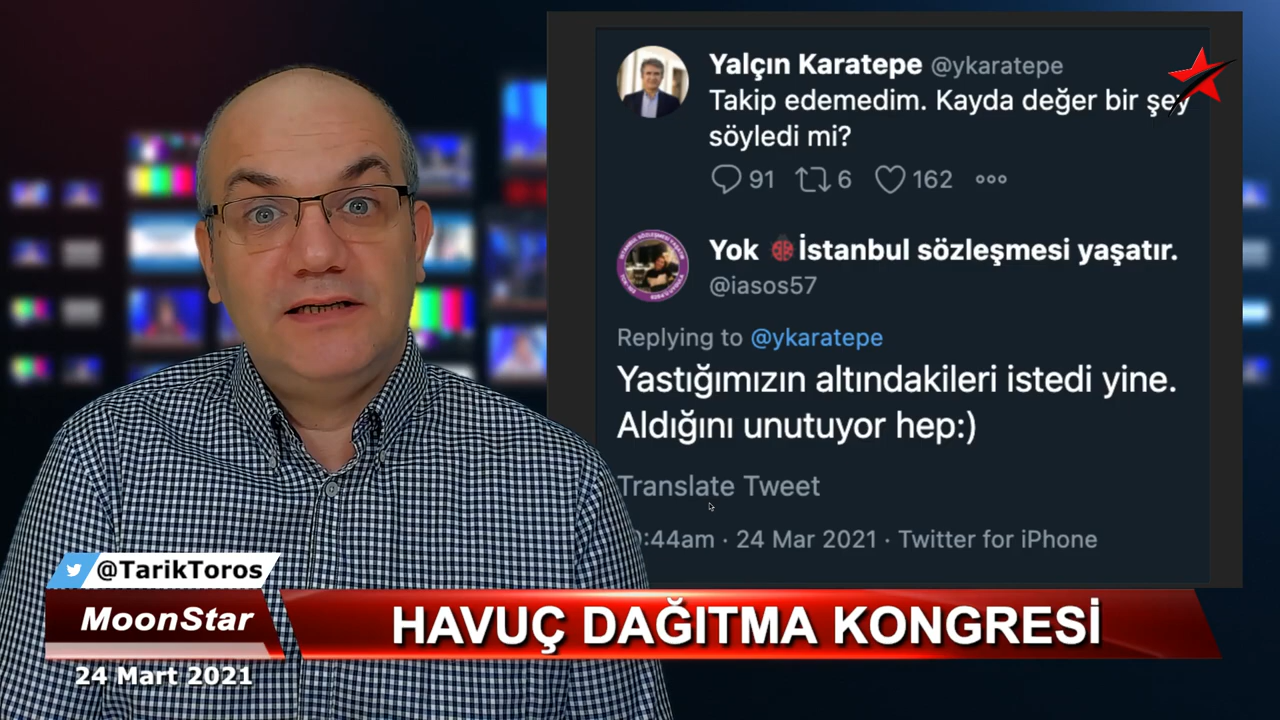 Yalçın Karatepe @ykaratepe
Takip edemedim. Kayda değer bir şey
söyledi mi?
91 6 162
Yok 🐞İstanbul sözleşmesi yaşatır.
@iasos57
Replying to @ykaratepe
Yastığımızın altındakileri istedi yine.
Aldığını unutuyor hep:)
Translate Tweet
:44am · 24 Mar 2021 · Twitter for iPhone
@TarikToros
MoonStar
HAVUÇ DAĞITMA KONGRESİ
24 Mart 2021